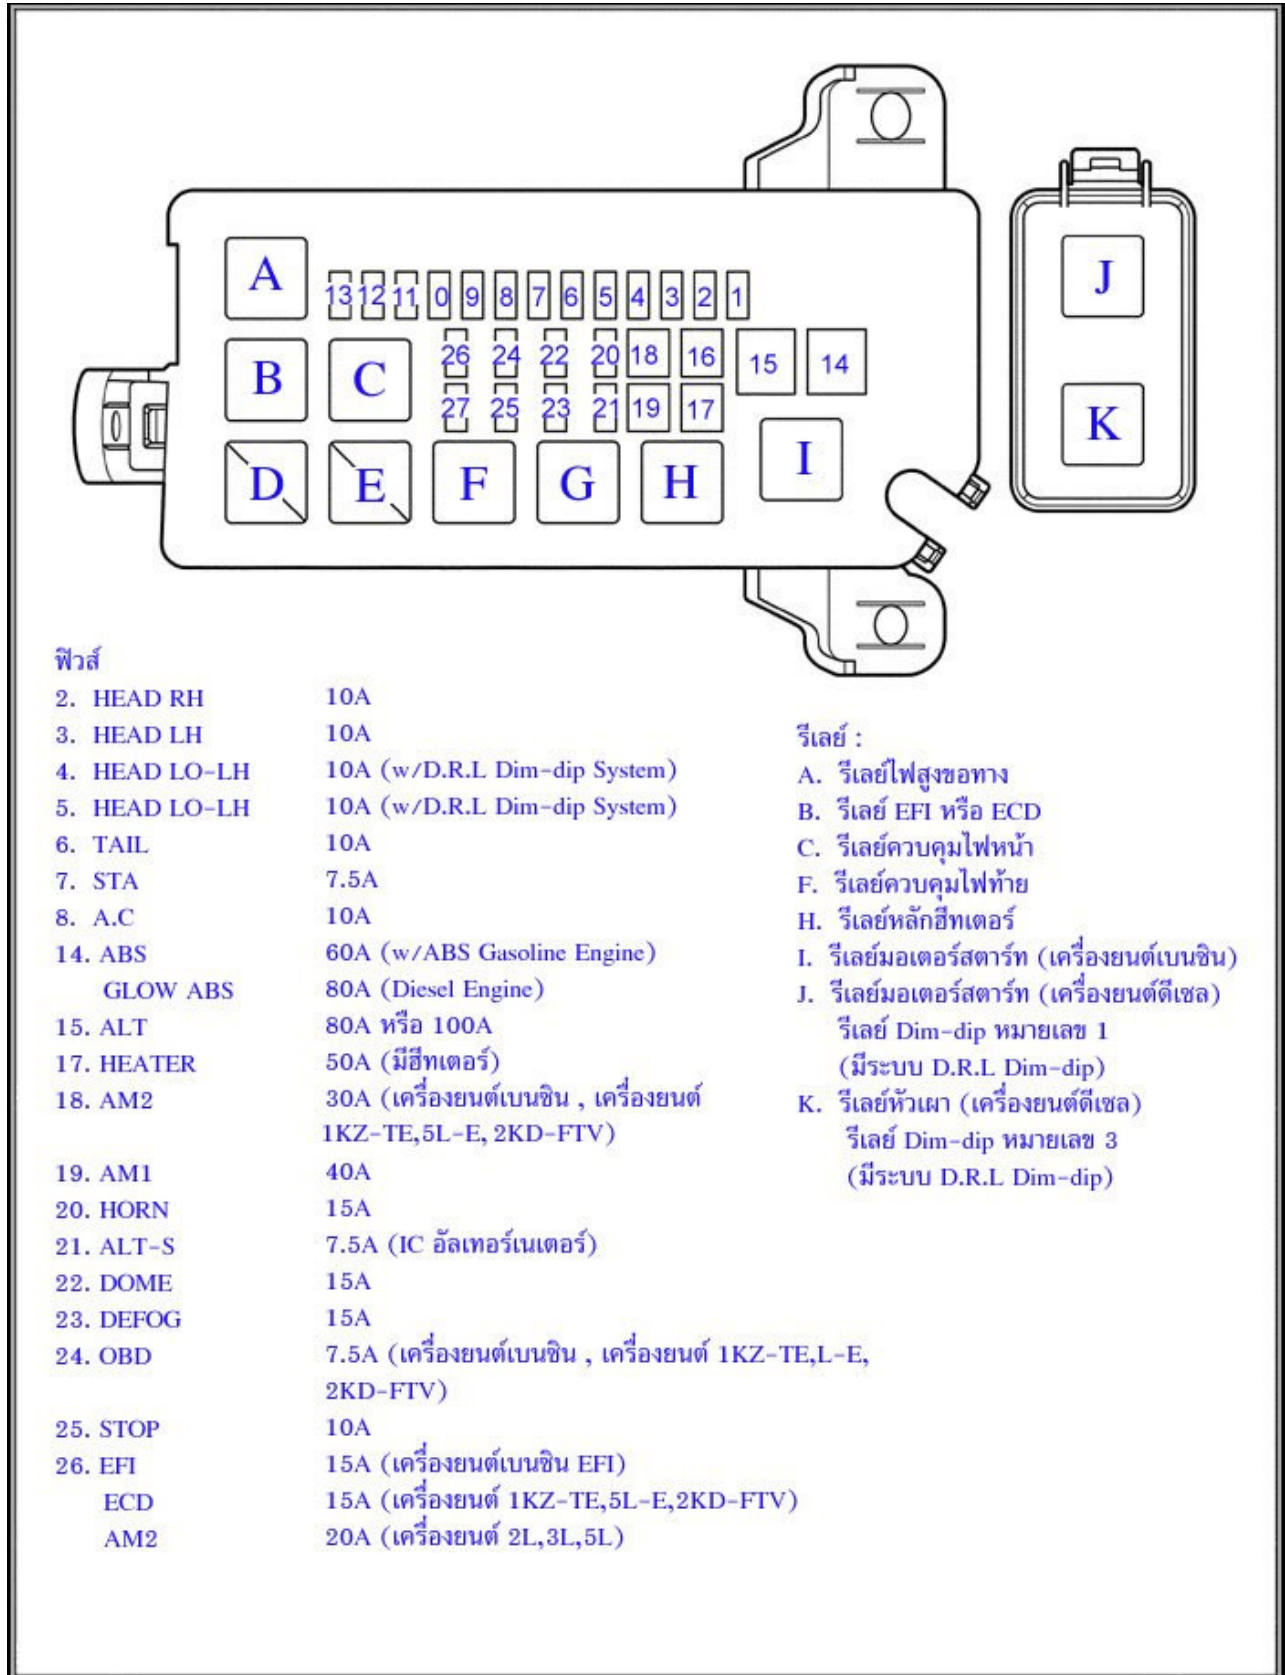 A
13 12 11 0 9 8 7 6 5 4 3 2 1
J
B C 26 24 22 20 18 16 15 14
27 25 23 21 19 17
K
D E F G H I
ฟิวส์
2. HEAD RH 10A
3. HEAD LH 10A
4. HEAD LO-LH 10A (w/D.R.L Dim-dip System)
5. HEAD LO-LH 10A (w/D.R.L Dim-dip System)
6. TAIL 10A
7. STA 7.5A
8. A.C 10A
14. ABS 60A (w/ABS Gasoline Engine)
GLOW ABS 80A (Diesel Engine)
15. ALT 80A หรือ 100A
17. HEATER 50A (มีฮีทเตอร์)
18. AM2 30A (เครื่องยนต์เบนซิน , เครื่องยนต์
1KZ-TE,5L-E, 2KD-FTV)
19. AM1 40A
20. HORN 15A
21. ALT-S 7.5A (IC อัลเทอร์เนเตอร์)
22. DOME 15A
23. DEFOG 15A
24. OBD 7.5A (เครื่องยนต์เบนซิน , เครื่องยนต์ 1KZ-TE,L-E,
2KD-FTV)
25. STOP 10A
26. EFI 15A (เครื่องยนต์เบนซิน EFI)
ECD 15A (เครื่องยนต์ 1KZ-TE,5L-E,2KD-FTV)
AM2 20A (เครื่องยนต์ 2L,3L,5L)
รีเลย์ :
A. รีเลย์ไฟสูงขอทาง
B. รีเลย์ EFI หรือ ECD
C. รีเลย์ควบคุมไฟหน้า
F. รีเลย์ควบคุมไฟท้าย
H. รีเลย์หลักฮีทเตอร์
I. รีเลย์มอเตอร์สตาร์ท (เครื่องยนต์เบนซิน)
J. รีเลย์มอเตอร์สตาร์ท (เครื่องยนต์ดีเซล)
รีเลย์ Dim-dip หมายเลข 1
(มีระบบ D.R.L Dim-dip)
K. รีเลย์หัวเผา (เครื่องยนต์ดีเซล)
รีเลย์ Dim-dip หมายเลข 3
(มีระบบ D.R.L Dim-dip)